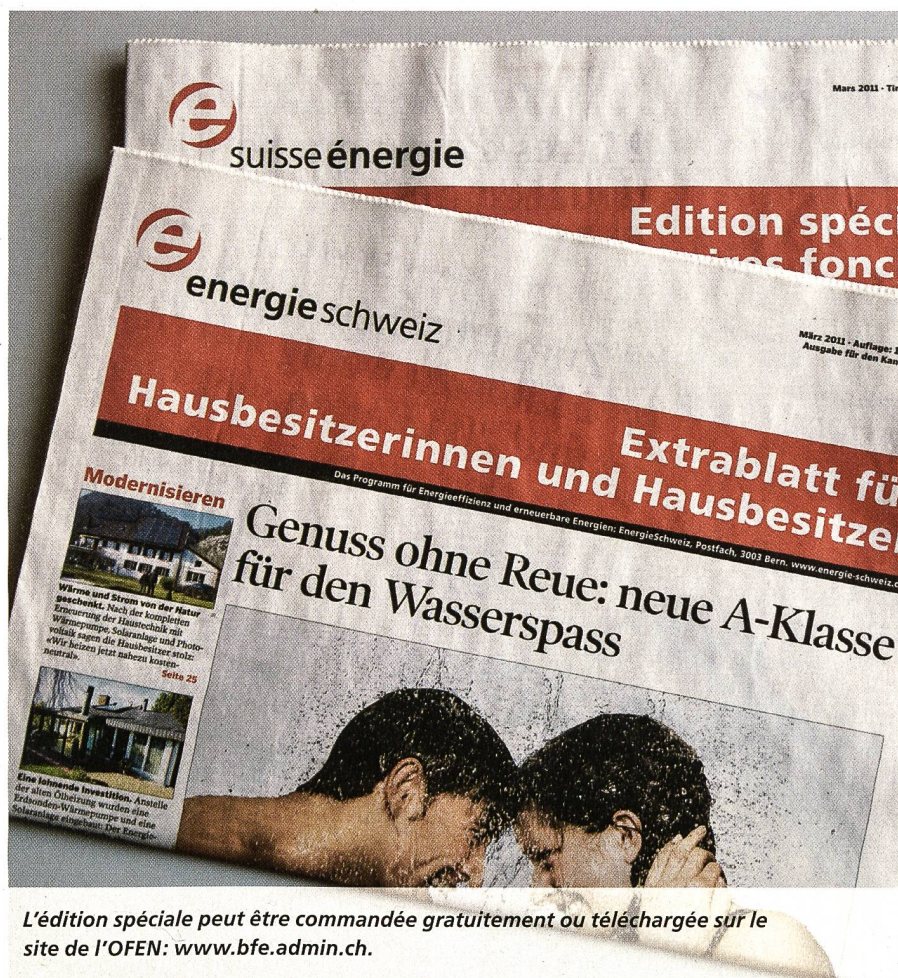 Mars 2011 · Tir
e
suisse énergie
Edition spéci
ires fonc
e
energie schweiz
März 2011 · Auflage: 1
Ausgabe für den Kan
Extrablatt fü
Hausbesitzerinnen und Hausbesitze
Das Programm für Energieeffizienz und erneuerbare Energien: EnergieSchweiz, Postfach, 3003 Bern. www.energie-schweiz.c
Modernisieren
Wärme und Strom von der Natur
geschenkt. Nach der kompletten
Erneuerung der Haustechnik mit
Wärmepumpe, Solaranlage und Photo-
voltaik sagen die Hausbesitzer stolz:
«Wir heizen jetzt nahezu kosten-
neutral».
Seite 25
Eine lohnende Investition. Anstelle
der alten Ölheizung wurden eine
Erdsonden-Wärmepumpe und eine
Solaranlage eingebaut: Der Energie-
Genuss ohne Reue: neue A-Klasse
für den Wasserspass
L'édition spéciale peut être commandée gratuitement ou téléchargée sur le
site de l'OFEN: www.bfe.admin.ch.